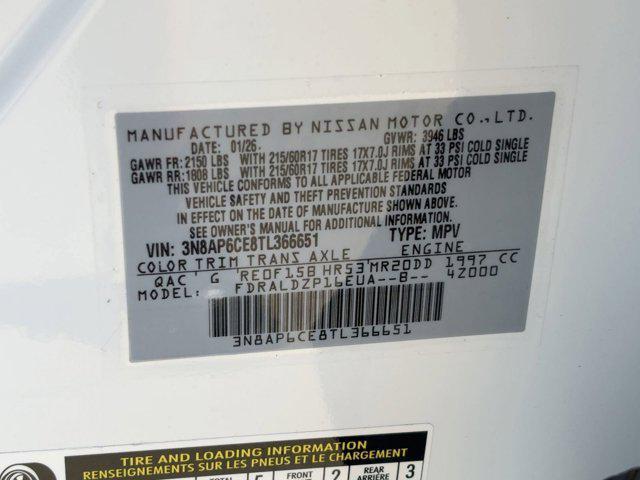 MANUFACTURED BY NISSAN MOTOR CO.,LTD.
DATE: 01/26. GVWR: 3946 LBS
GAWR FR: 2150 LBS WITH 215/60R17 TIRES 17X7.0J RIMS AT 33 PSI COLD SINGLE
GAWR RR: 1808 LBS WITH 215/60R17 TIRES 17X7.0J RIMS AT 33 PSI COLD SINGLE
THIS VEHICLE CONFORMS TO ALL APPLICABLE FEDERAL MOTOR
VEHICLE SAFETY AND THEFT PREVENTION STANDARDS
IN EFFECT ON THE DATE OF MANUFACTURE SHOWN ABOVE.
SEE OWNER'S MANUAL FOR ADDITIONAL INFORMATION.
VIN: 3N8AP6CE8TL366651 TYPE: MPV
COLOR TRIM TRANS AXLE ENGINE
QAC G RE0F15B HR53 MR20DD 1997 CC
MODEL: FDRALDZP16EUA--B-- 4Z000
3N8AP6CE8TL366651
TIRE AND LOADING INFORMATION
RENSEIGNEMENTS SUR LES PNEUS ET LE CHARGEMENT
TOTAL 5 FRONT 2 REAR 3
ARRIÈRE